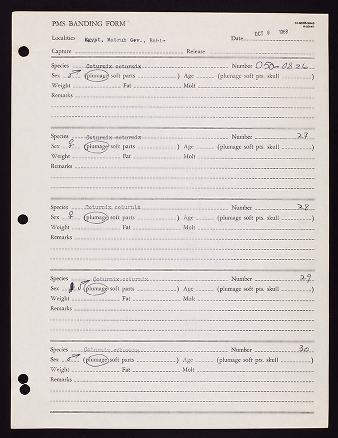 PMS BANDING FORM
Localities Egypt, Matruh Gov., Date OCT 9 1968
Capture Release
Species Coturnix coturnix Number 050-0826
Sex ♂ (plumage soft parts ) Age (plumage soft pts. skull )
Weight Fat Molt
Remarks
Species Coturnix coturnix Number 27
Sex ♀ (plumage soft parts ) Age (plumage soft pts. skull )
Weight Fat Molt
Remarks
Species Coturnix coturnix Number 28
Sex ♀ (plumage soft parts ) Age (plumage soft pts. skull )
Weight Fat Molt
Remarks
Species Coturnix coturnix Number 29
Sex ♂ (plumage soft parts ) Age (plumage soft pts. skull )
Weight Fat Molt
Remarks
Species Coturnix coturnix Number 30
Sex ♂ (plumage soft parts ) Age (plumage soft pts. skull )
Weight Fat Molt
Remarks